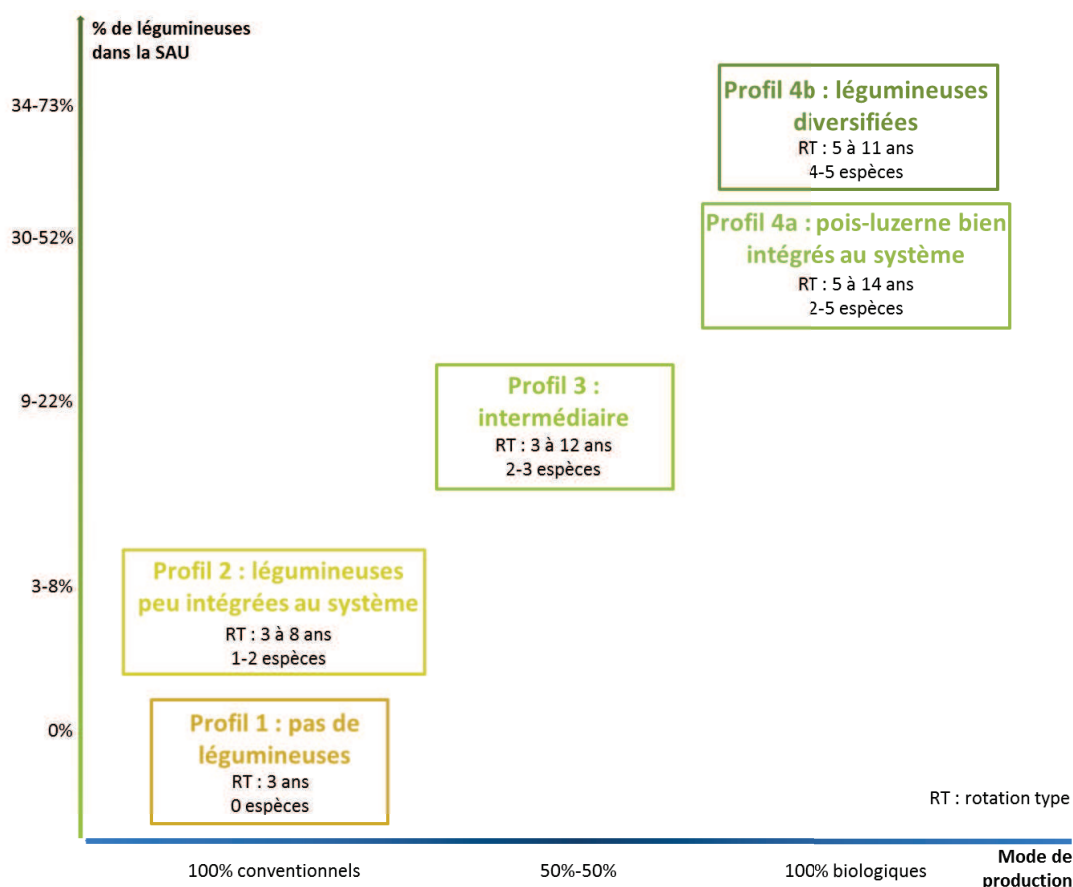 % de légumineuses
dans la SAU
34-73%
Profil 4b : légumineuses
diversifiées
RT : 5 à 11 ans
4-5 espèces
30-52%
Profil 4a : pois-luzerne bien
intégrés au système
RT : 5 à 14 ans
2-5 espèces
9-22%
Profil 3 :
intermédiaire
RT : 3 à 12 ans
2-3 espèces
3-8%
Profil 2 : légumineuses
peu intégrées au système
RT : 3 à 8 ans
1-2 espèces
0%
Profil 1 : pas de
légumineuses
RT : 3 ans
0 espèces
RT : rotation type
100% conventionnels
50%-50%
100% biologiques
Mode de
production